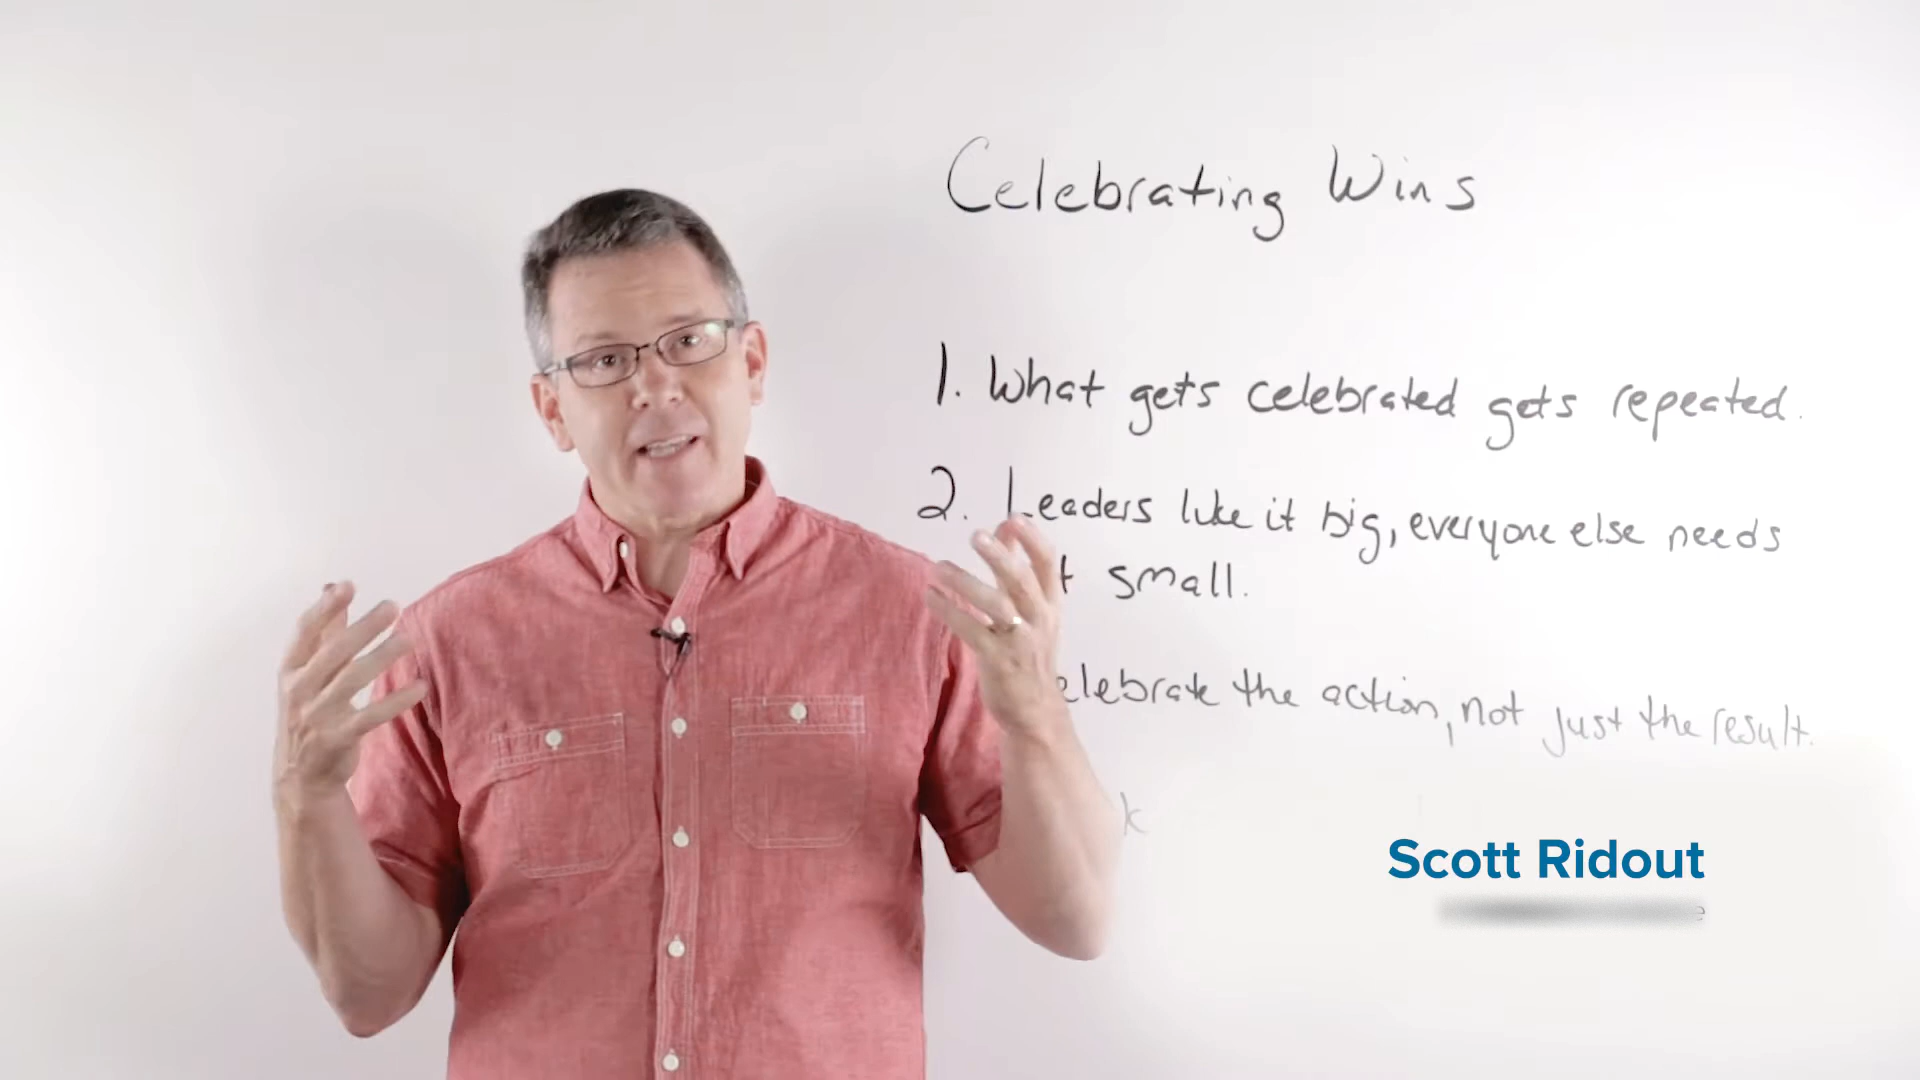 Celebrating Wins
1. What gets celebrated gets repeated.
2. Leaders like it big, everyone else needs
t small.
elebrate the action, not just the result.
k
Scott Ridout
e